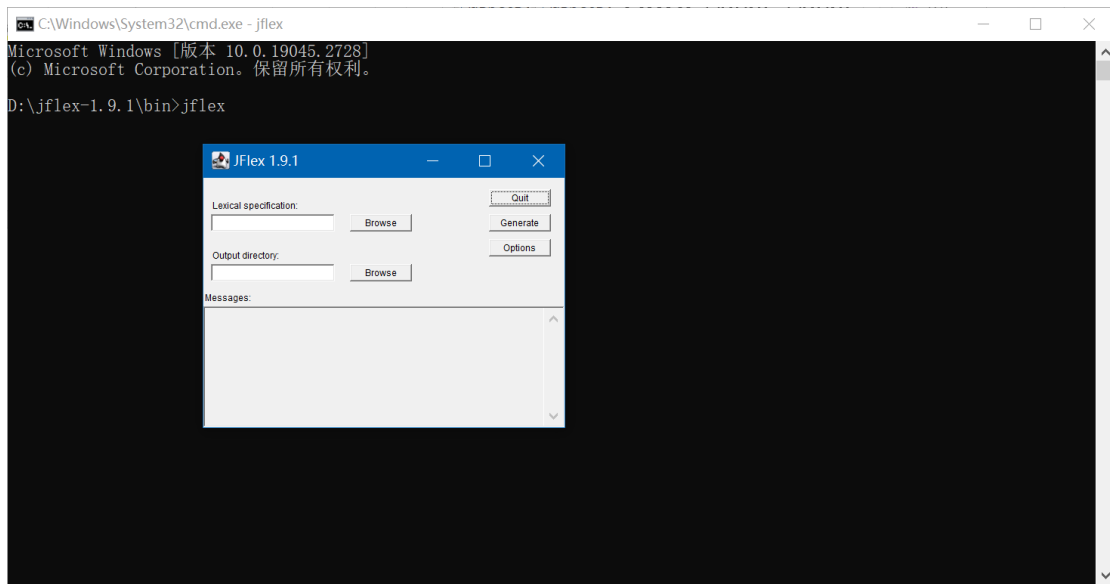 C:\Windows\System32\cmd.exe - jflex
Microsoft Windows [版本 10.0.19045.2728]
(c) Microsoft Corporation。保留所有权利。
D:\jflex-1.9.1\bin>jflex
JFlex 1.9.1
Quit
Lexical specification:
Browse
Generate
Options
Output directory:
Browse
Messages: